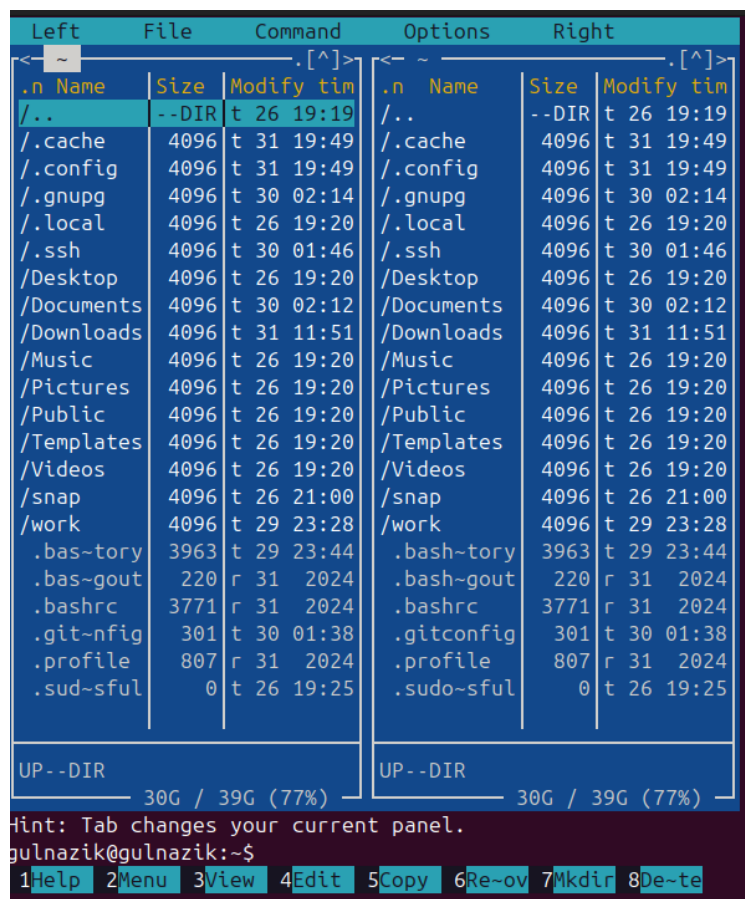 Left File Command Options Right
<- ~ .[^]> <- ~ .[^]>
.n Name Size Modify tim .n Name Size Modify tim
/.. --DIR t 26 19:19 /.. --DIR t 26 19:19
/.cache 4096 t 31 19:49 /.cache 4096 t 31 19:49
/.config 4096 t 31 19:49 /.config 4096 t 31 19:49
/.gnupg 4096 t 30 02:14 /.gnupg 4096 t 30 02:14
/.local 4096 t 26 19:20 /.local 4096 t 26 19:20
/.ssh 4096 t 30 01:46 /.ssh 4096 t 30 01:46
/Desktop 4096 t 26 19:20 /Desktop 4096 t 26 19:20
/Documents 4096 t 30 02:12 /Documents 4096 t 30 02:12
/Downloads 4096 t 31 11:51 /Downloads 4096 t 31 11:51
/Music 4096 t 26 19:20 /Music 4096 t 26 19:20
/Pictures 4096 t 26 19:20 /Pictures 4096 t 26 19:20
/Public 4096 t 26 19:20 /Public 4096 t 26 19:20
/Templates 4096 t 26 19:20 /Templates 4096 t 26 19:20
/Videos 4096 t 26 19:20 /Videos 4096 t 26 19:20
/snap 4096 t 26 21:00 /snap 4096 t 26 21:00
/work 4096 t 29 23:28 /work 4096 t 29 23:28
.bas~tory 3963 t 29 23:44 .bash~tory 3963 t 29 23:44
.bas~gout 220 r 31 2024 .bash~gout 220 r 31 2024
.bashrc 3771 r 31 2024 .bashrc 3771 r 31 2024
.git~nfig 301 t 30 01:38 .gitconfig 301 t 30 01:38
.profile 807 r 31 2024 .profile 807 r 31 2024
.sud~sful 0 t 26 19:25 .sudo~sful 0 t 26 19:25
UP--DIR UP--DIR
30G / 39G (77%) 30G / 39G (77%)
Hint: Tab changes your current panel.
gulnazik@gulnazik:~$
1Help 2Menu 3View 4Edit 5Copy 6Re~ov 7Mkdir 8De~te